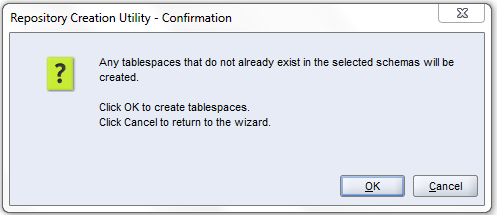 Repository Creation Utility - Confirmation
?
Any tablespaces that do not already exist in the selected schemas will be
created.
Click OK to create tablespaces.
Click Cancel to return to the wizard.
OK
Cancel